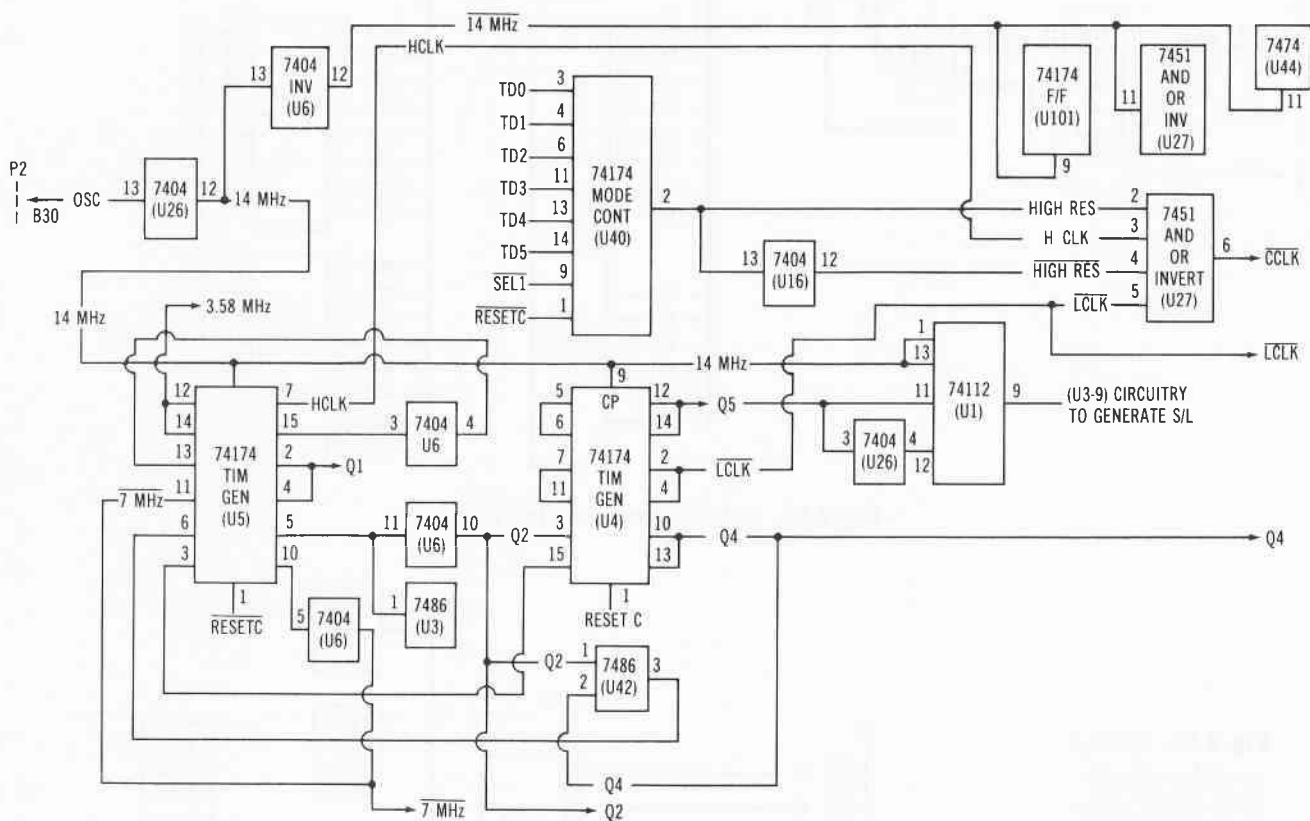 14 MHz
HCLK
13
7404
INV
(U6)
12
3
TD0
4
TD1
6
TD2
11
TD3
13
TD4
14
TD5
9
SEL1
1
RESETC
74174
MODE
CONT
(U40)
2
74174
F/F
(U101)
9
11
7451
AND
OR
INV
(U27)
7474
(U44)
11
P2
OSC
B30
13
7404
(U26)
12
14 MHz
HIGH RES
2
H CLK
3
HIGH RES
4
LCLK
5
7451
AND
OR
INVERT
(U27)
6
CCLK
13
7404
(U16)
12
14 MHz
3.58 MHz
14 MHz
1
13
11
12
74112
(U1)
9
(U3-9) CIRCUITRY
TO GENERATE S/L
LCLK
12
14
13
11
6
3
7 MHz
74174
TIM
GEN
(U5)
7
15
2
4
5
10
1
RESETC
HCLK
Q1
3
7404
U6
4
11
7404
(U6)
10
Q2
1
7486
(U3)
5
7404
(U6)
9
CP
5
6
7
11
3
15
74174
TIM
GEN
(U4)
12
14
2
4
10
13
1
RESET C
Q5
LCLK
Q4
Q4
3
7404
(U26)
4
Q2
1
2
7486
(U42)
3
Q4
7 MHz
Q2